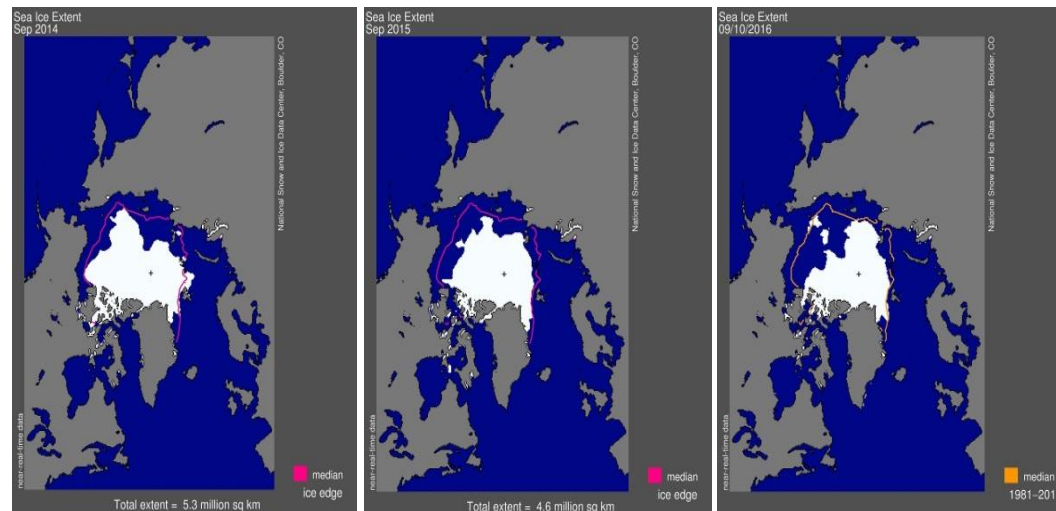 Sea Ice Extent
Sep 2014
National Snow and Ice Data Center, Boulder, CO
near-real-time data
median
ice edge
Total extent = 5.3 million sq km
Sea Ice Extent
Sep 2015
National Snow and Ice Data Center, Boulder, CO
near-real-time data
median
ice edge
Total extent = 4.6 million sq km
Sea Ice Extent
09/10/2016
National Snow and Ice Data Center, Boulder, CO
near-real-time data
median
1981–201